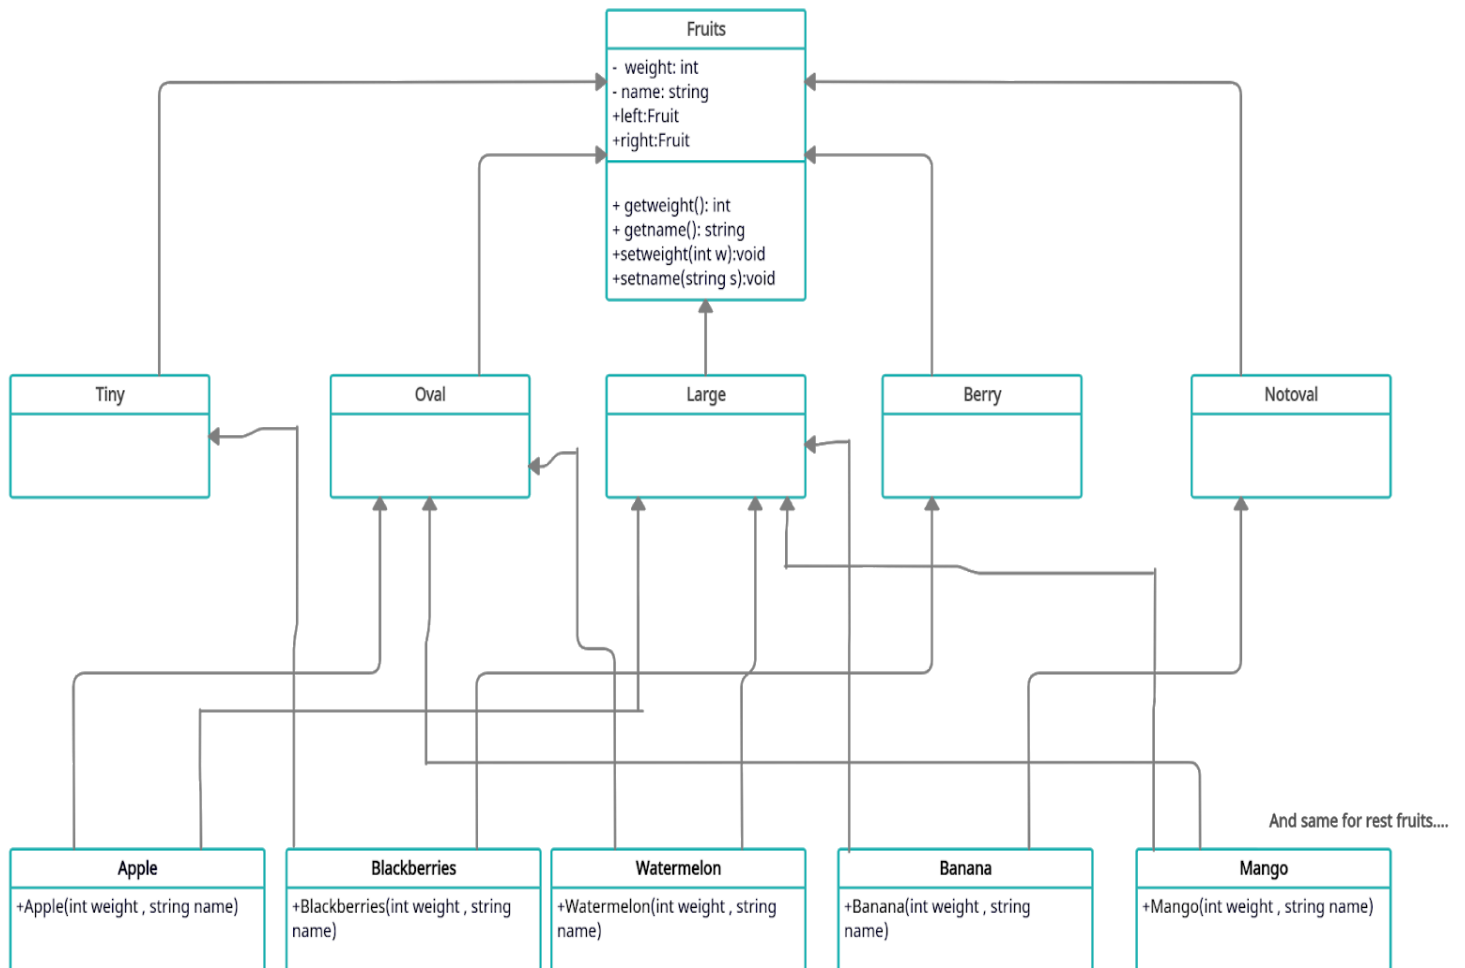 Fruits
- weight: int
- name: string
+left:Fruit
+right:Fruit
+ getweight(): int
+ getname(): string
+setweight(int w):void
+setname(string s):void
Tiny
Oval
Large
Berry
Notoval
And same for rest fruits....
Apple
+Apple(int weight , string name)
Blackberries
+Blackberries(int weight , string
name)
Watermelon
+Watermelon(int weight , string
name)
Banana
+Banana(int weight , string
name)
Mango
+Mango(int weight , string name)